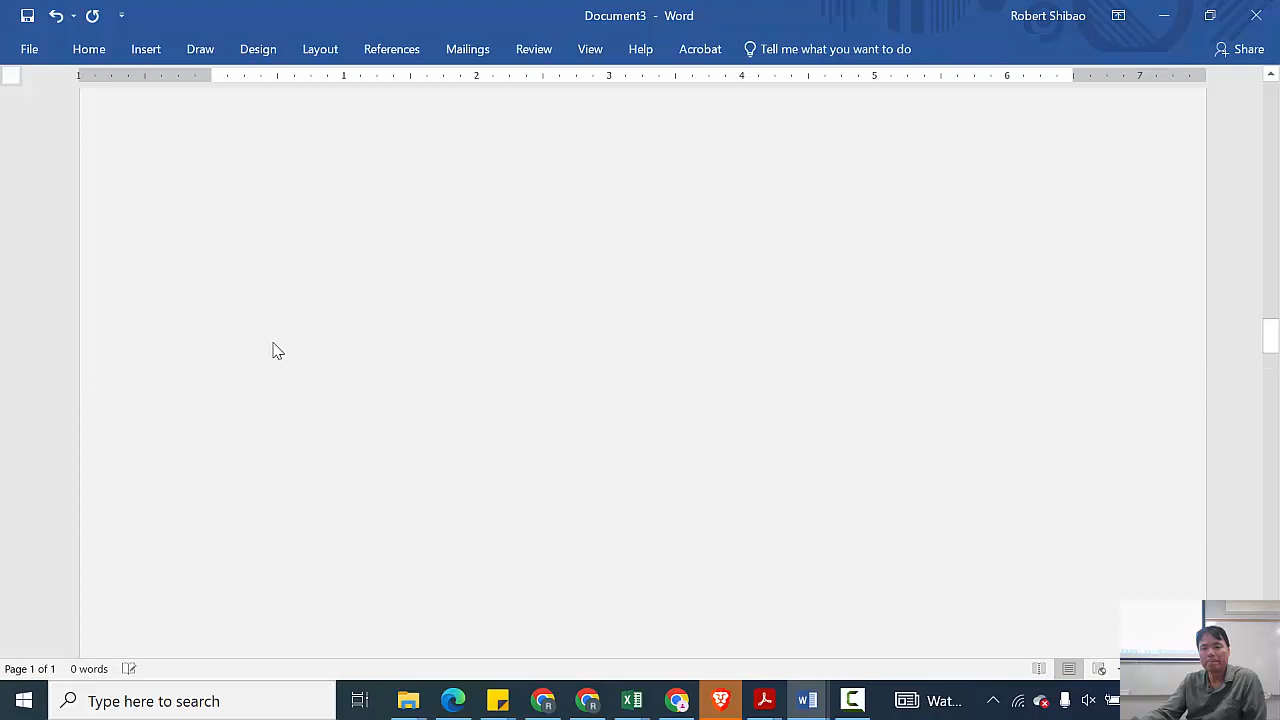 Document3 - Word
Robert Shibao
File Home Insert Draw Design Layout References Mailings Review View Help Acrobat Tell me what you want to do Share
1 1 2 3 4 5 6 7
Page 1 of 1 0 words
Type here to search
Wat...